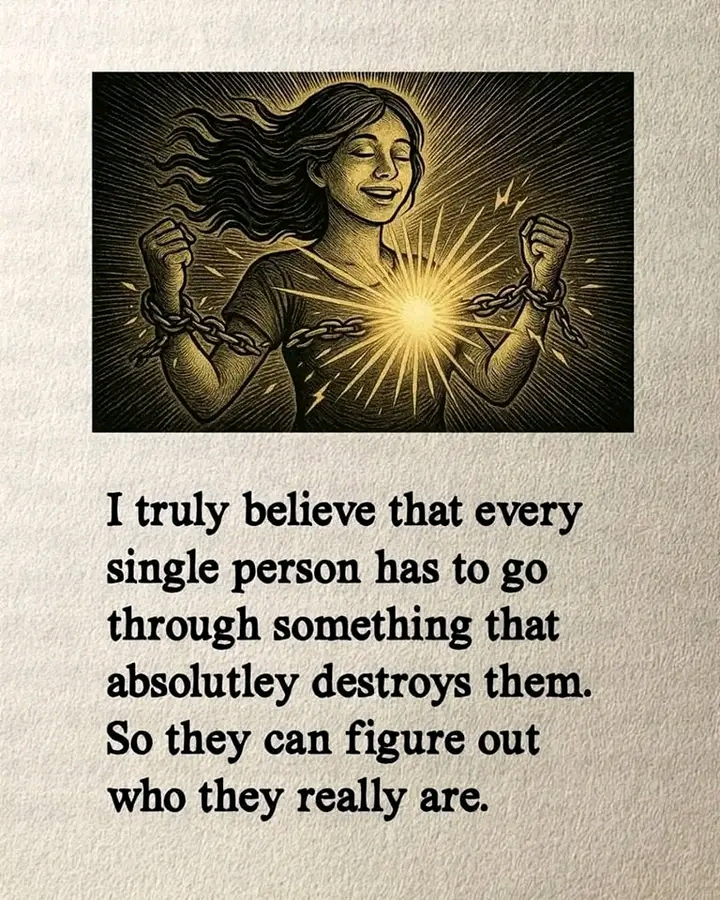 I truly believe that every
single person has to go
through something that
absolutley destroys them.
So they can figure out
who they really are.